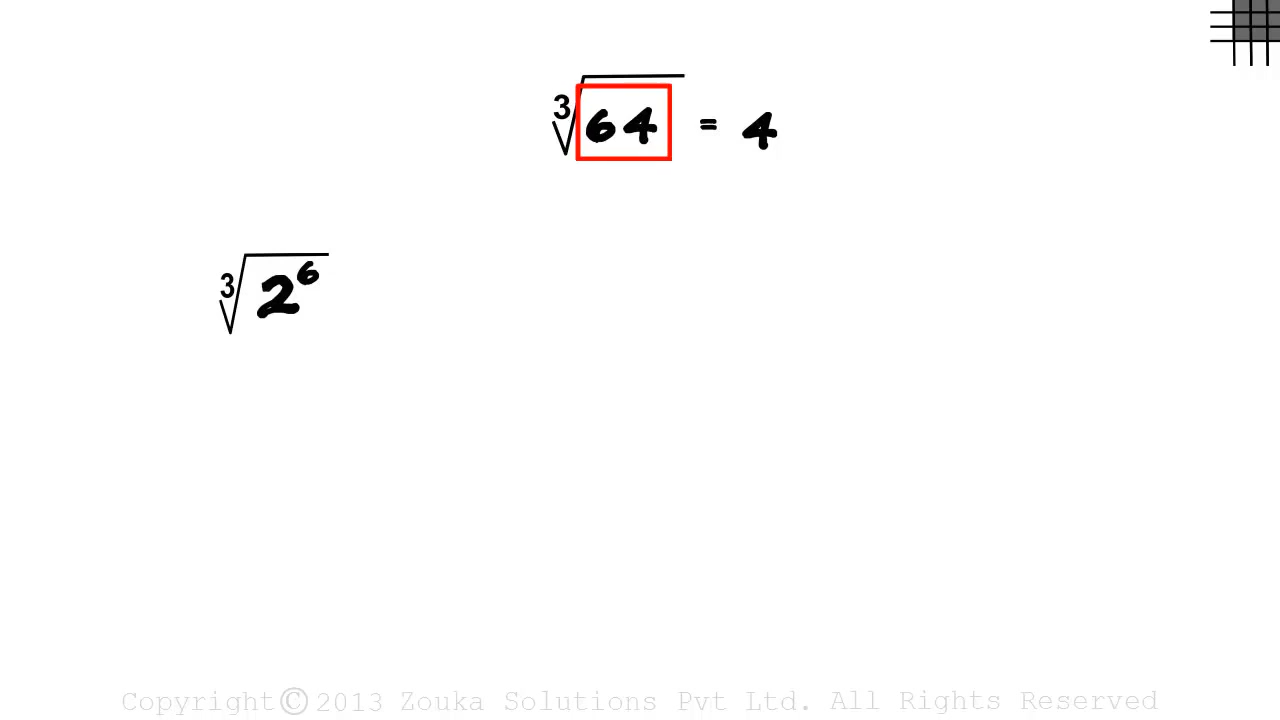 ∛64 = 4
∛2⁶
Copyright© 2013 Zouka Solutions Pvt Ltd. All Rights Reserved